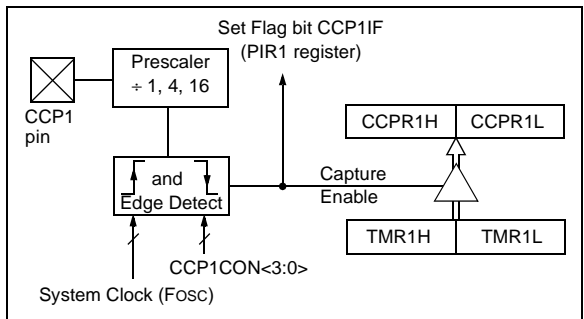 Set Flag bit CCP1IF
(PIR1 register)
Prescaler
÷ 1, 4, 16
CCP1
pin
CCPR1H
CCPR1L
and
Edge Detect
Capture
Enable
TMR1H
TMR1L
CCP1CON<3:0>
System Clock (FOSC)